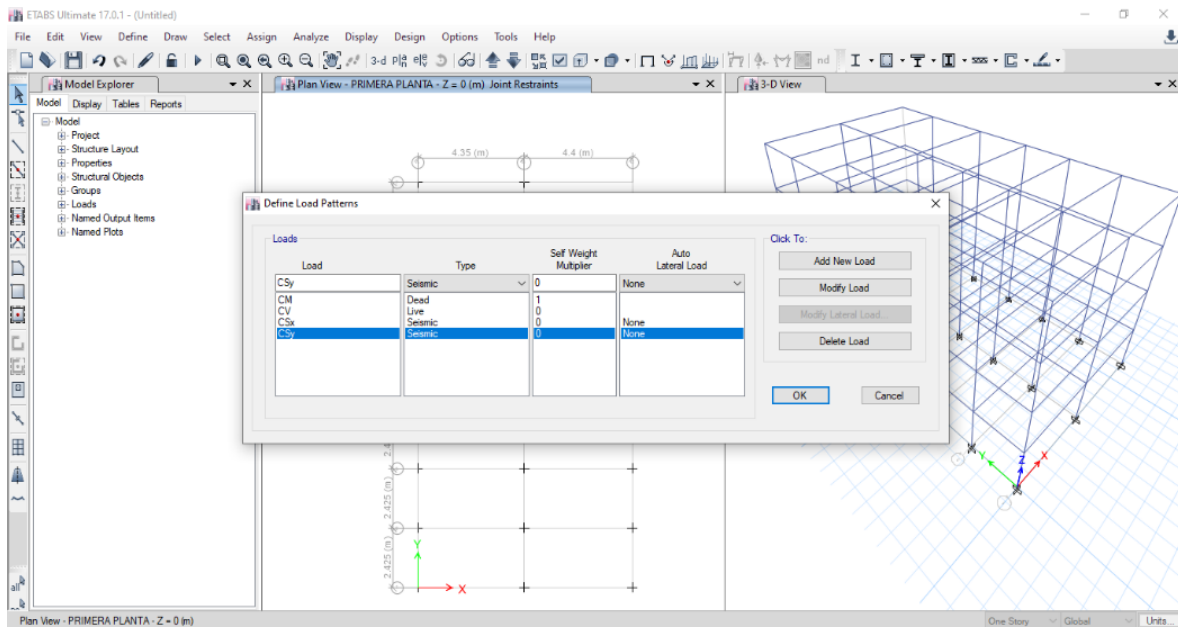 ETABS Ultimate 17.0.1 - (Untitled)
File Edit View Define Draw Select Assign Analyze Display Design Options Tools Help
3-d
nd
Model Explorer
Plan View - PRIMERA PLANTA - Z = 0 (m) Joint Restraints
3-D View
Model Display Tables Reports
Model
Project
Structure Layout
Properties
Structural Objects
Groups
Loads
Named Output Items
Named Plots
4.35 (m) 4.4 (m)
Define Load Patterns
Loads
Click To:
Load Type Self Weight Multiplier Auto Lateral Load
CSy Seismic 0 None
CM Dead 1
CV Live 0
CSx Seismic 0 None
CSy Seismic 0 None
Add New Load
Modify Load
Modify Lateral Load...
Delete Load
OK Cancel
2.425 (m)
2.425 (m)
Y
X
Y Z X
all
Plan View - PRIMERA PLANTA - Z = 0 (m)
One Story Global Units...